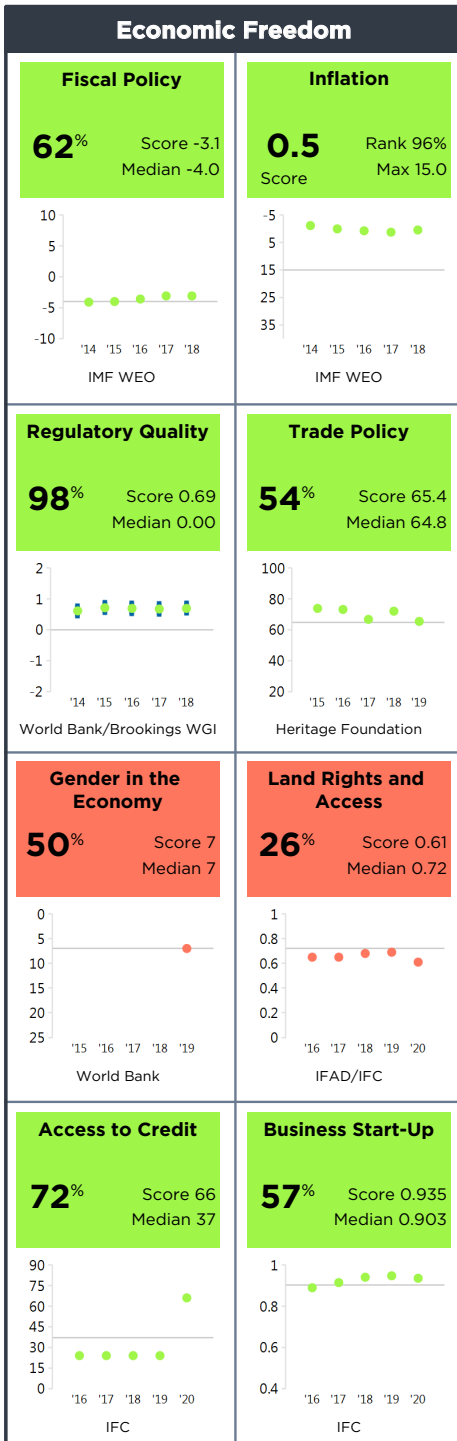 Economic Freedom
Fiscal Policy
62%
Score -3.1
Median -4.0
10
5
0
-5
-10
'14 '15 '16 '17 '18
IMF WEO
Inflation
0.5
Score
Rank 96%
Max 15.0
-5
5
15
25
35
'14 '15 '16 '17 '18
IMF WEO
Regulatory Quality
98%
Score 0.69
Median 0.00
2
1
0
-1
-2
'14 '15 '16 '17 '18
World Bank/Brookings WGI
Trade Policy
54%
Score 65.4
Median 64.8
100
80
60
40
20
'15 '16 '17 '18 '19
Heritage Foundation
Gender in the
Economy
50%
Score 7
Median 7
0
5
10
15
20
25
'15 '16 '17 '18 '19
World Bank
Land Rights and
Access
26%
Score 0.61
Median 0.72
1
0.8
0.6
0.4
0.2
0
'16 '17 '18 '19 '20
IFAD/IFC
Access to Credit
72%
Score 66
Median 37
90
75
60
45
30
15
0
'16 '17 '18 '19 '20
IFC
Business Start-Up
57%
Score 0.935
Median 0.903
1
0.8
0.6
0.4
'16 '17 '18 '19 '20
IFC